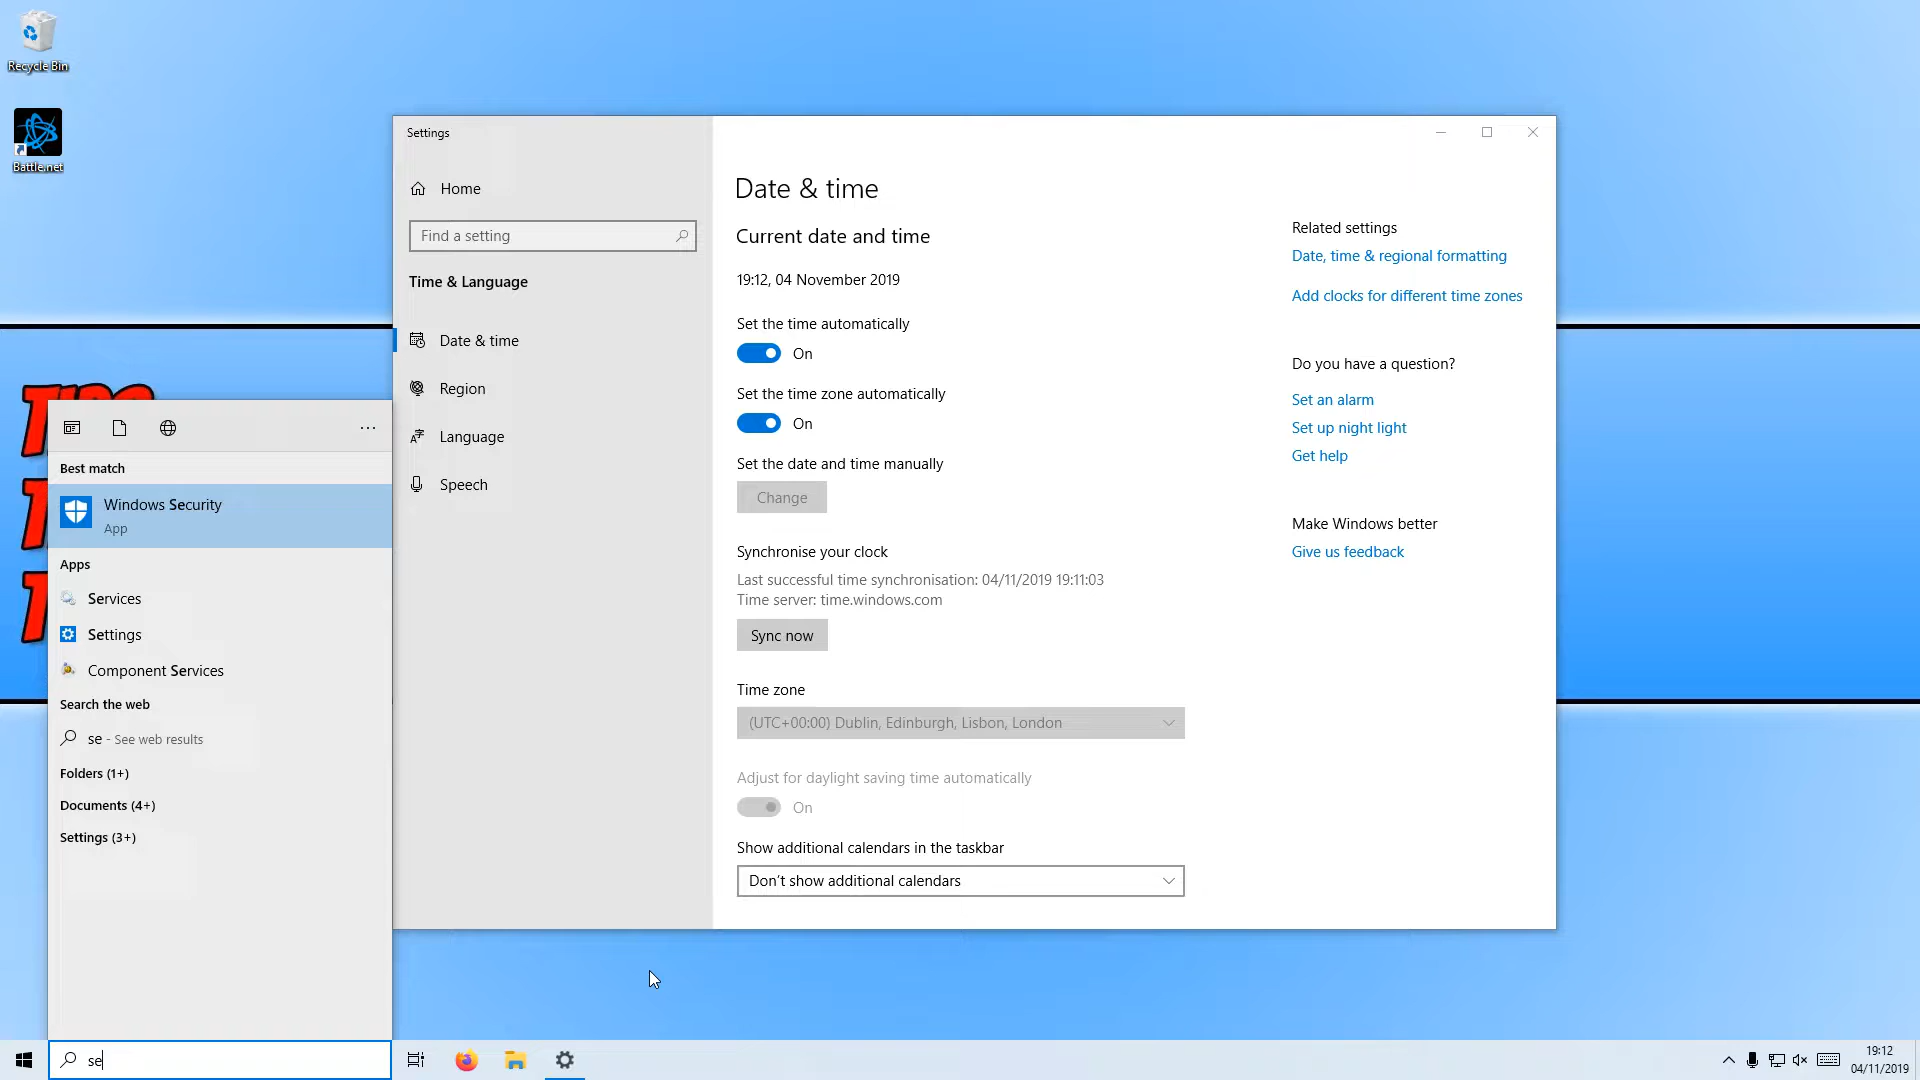 Recycle Bin
Battle.net
Settings
Home
Find a setting
Time & Language
Date & time
Region
Language
Speech
Date & time
Current date and time
19:12, 04 November 2019
Set the time automatically
On
Set the time zone automatically
On
Set the date and time manually
Change
Synchronise your clock
Last successful time synchronisation: 04/11/2019 19:11:03
Time server: time.windows.com
Sync now
Time zone
(UTC+00:00) Dublin, Edinburgh, Lisbon, London
Adjust for daylight saving time automatically
On
Show additional calendars in the taskbar
Don't show additional calendars
Related settings
Date, time & regional formatting
Add clocks for different time zones
Do you have a question?
Set an alarm
Set up night light
Get help
Make Windows better
Give us feedback
Best match
Windows Security
App
Apps
Services
Settings
Component Services
Search the web
se - See web results
Folders (1+)
Documents (4+)
Settings (3+)
se
19:12
04/11/2019